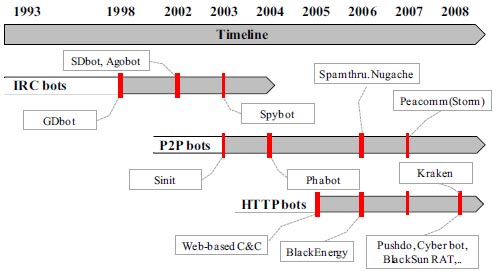 1993 1998 2002 2003 2004 2005 2006 2007 2008
Timeline
SDbot, Agobot
IRC bots
GDbot
Spybot
Spamthru.Nugache
Peacomm(Storm)
P2P bots
Sinit
Phabot
Kraken
HTTP bots
Web-based C&C
BlackEnergy
Pushdo, Cyber bot,
BlackSun RAT,..